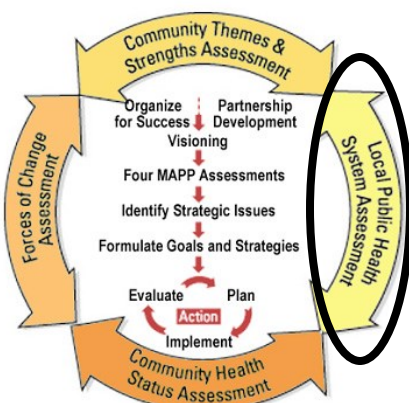 Community Themes &
Strengths Assessment
Organize
for Success
Partnership
Development
Visioning
Four MAPP Assessments
Identify Strategic Issues
Formulate Goals and Strategies
Evaluate
Plan
Action
Implement
Forces of Change
Assessment
Local Public Health
System Assessment
Community Health
Status Assessment